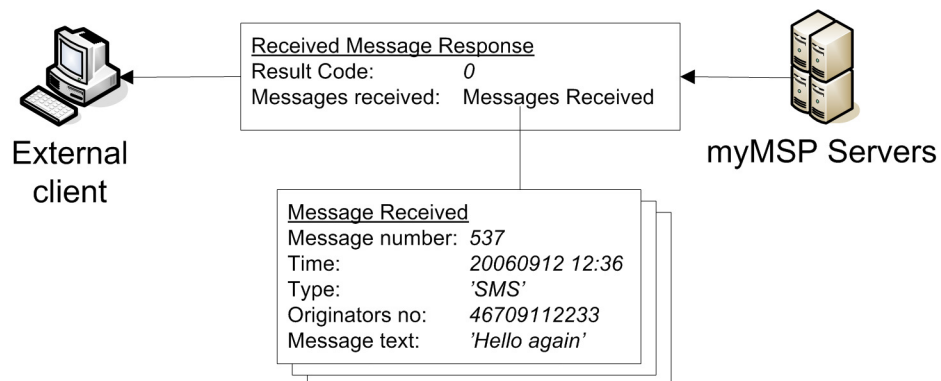 Received Message Response
Result Code: 0
Messages received: Messages Received
External
client
myMSP Servers
Message Received
Message number: 537
Time: 20060912 12:36
Type: 'SMS'
Originators no: 46709112233
Message text: 'Hello again'